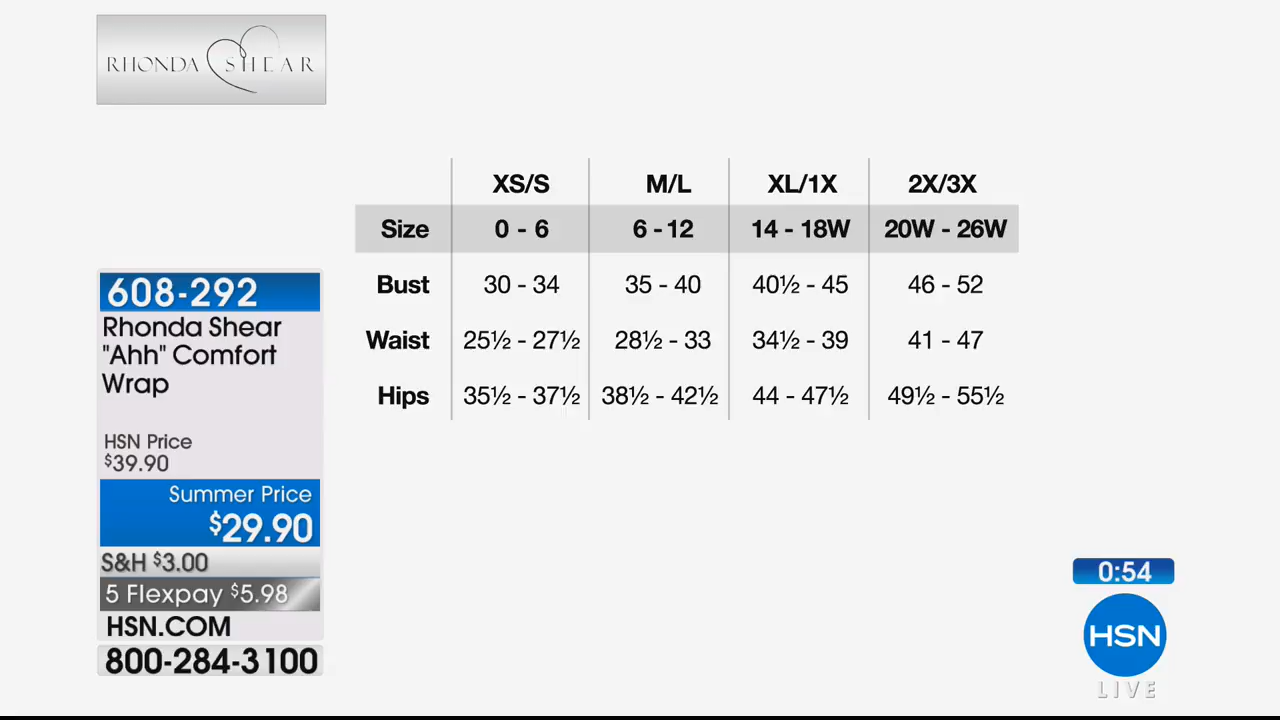 RHONDA SHEAR
XS/S M/L XL/1X 2X/3X
Size 0 - 6 6 - 12 14 - 18W 20W - 26W
Bust 30 - 34 35 - 40 40½ - 45 46 - 52
Waist 25½ - 27½ 28½ - 33 34½ - 39 41 - 47
Hips 35½ - 37½ 38½ - 42½ 44 - 47½ 49½ - 55½
608-292
Rhonda Shear
"Ahh" Comfort
Wrap
HSN Price
$39.90
Summer Price
$29.90
S&H $3.00
5 Flexpay $5.98
HSN.COM
800-284-3100
0:54
HSN
LIVE